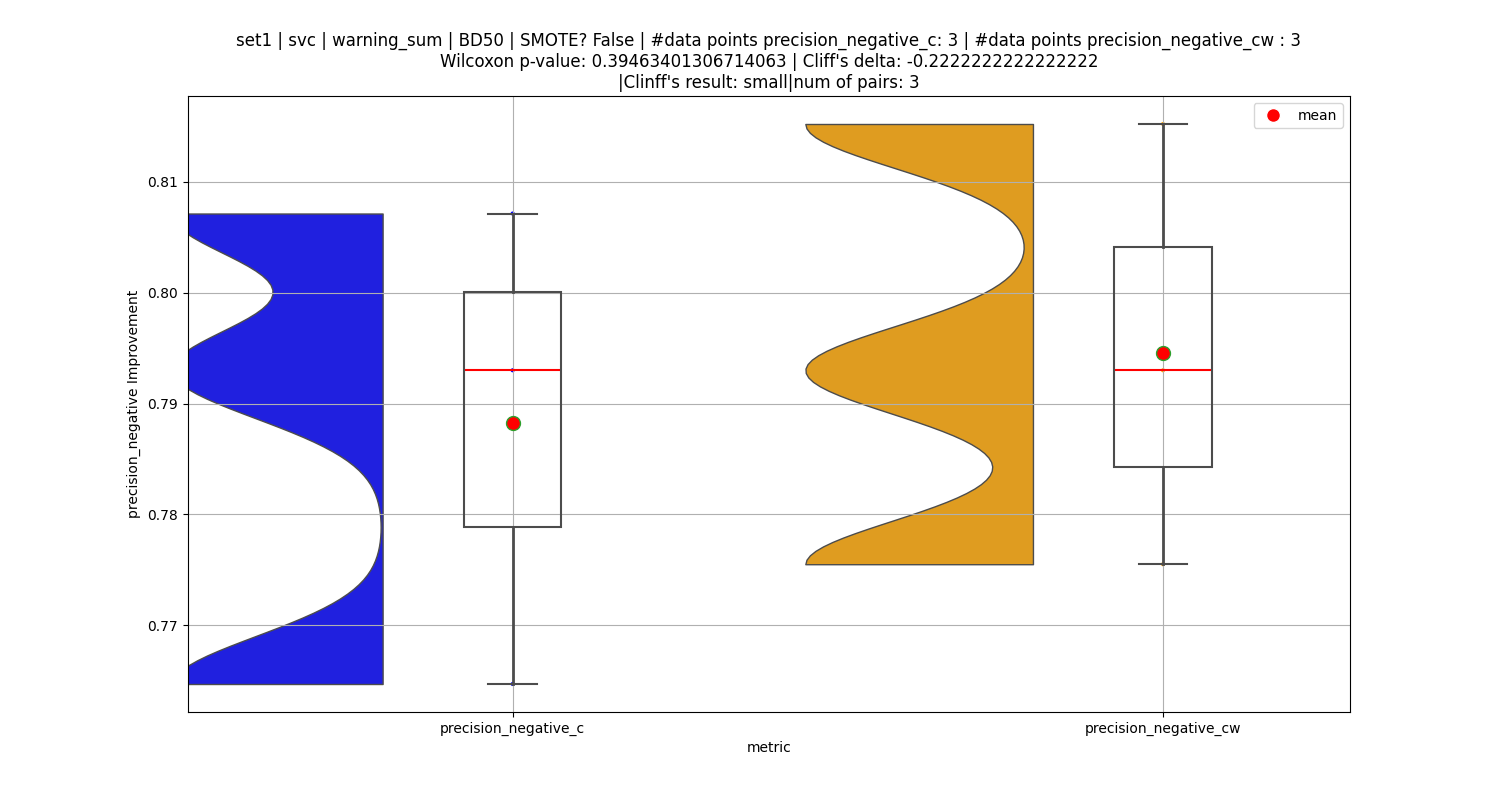 set1 | svc | warning_sum | BD50 | SMOTE? False | #data points precision_negative_c: 3 | #data points precision_negative_cw : 3
Wilcoxon p-value: 0.39463401306714063 | Cliff's delta: -0.2222222222222222
|Clinff's result: small|num of pairs: 3
mean
0.81
0.80
0.79
0.78
0.77
precision_negative Improvement
precision_negative_c
precision_negative_cw
metric